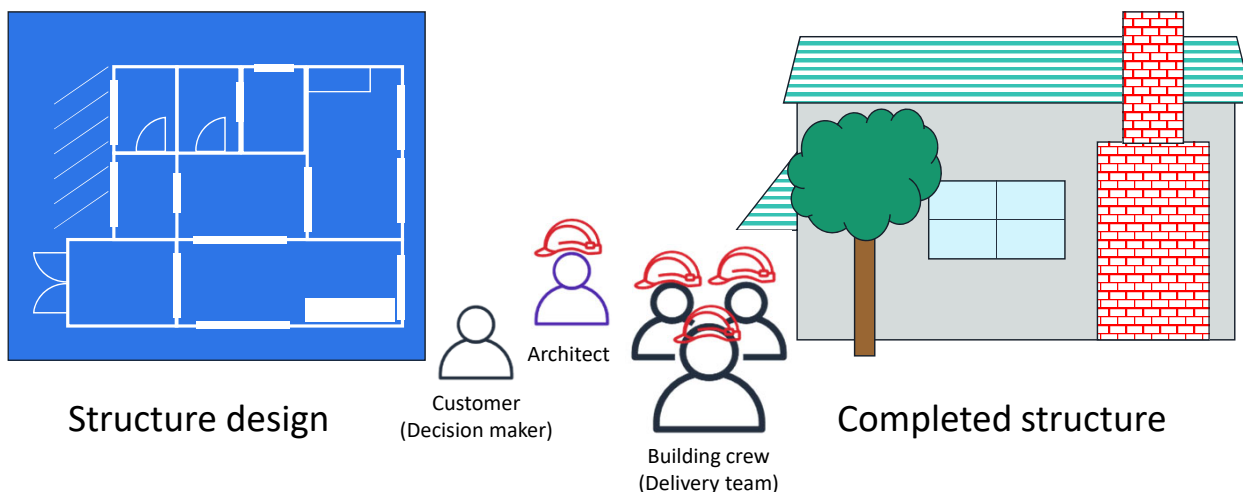 Architect
Customer
(Decision maker)
Structure design
Completed structure
Building crew
(Delivery team)